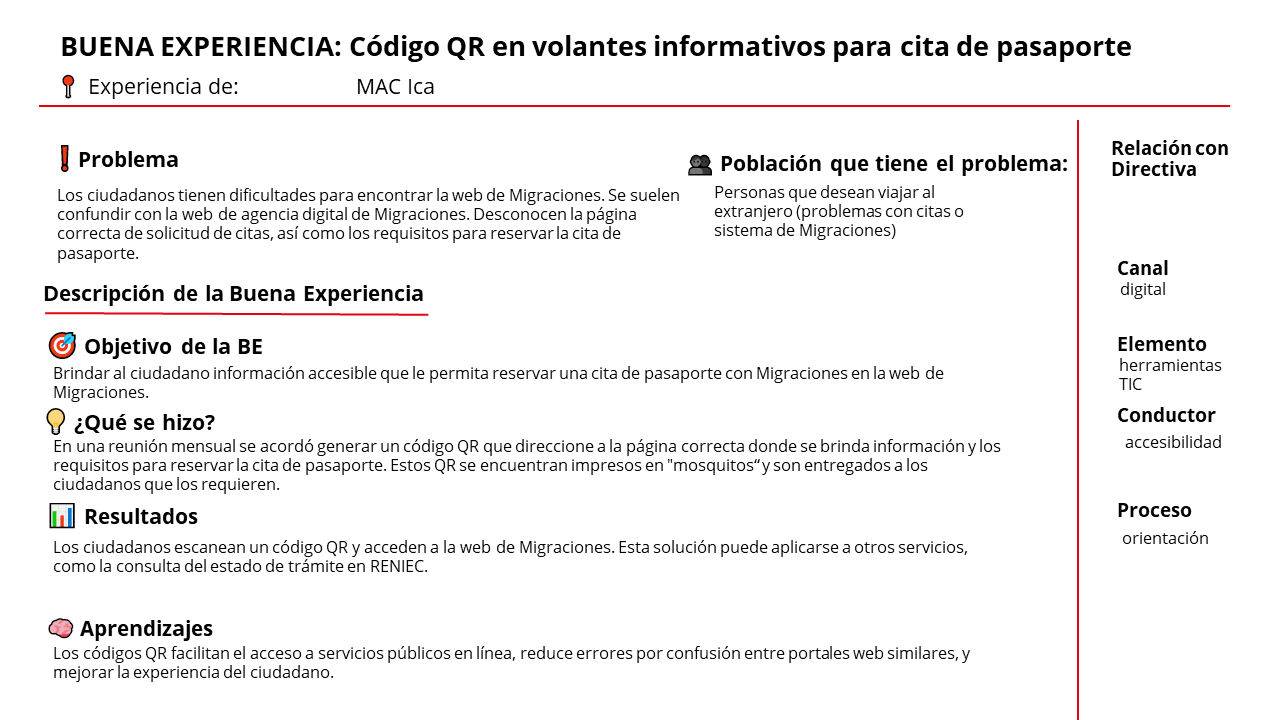 BUENA EXPERIENCIA: Código QR en volantes informativos para cita de pasaporte
Experiencia de: MAC Ica
Problema
Los ciudadanos tienen dificultades para encontrar la web de Migraciones. Se suelen
confundir con la web de agencia digital de Migraciones. Desconocen la página
correcta de solicitud de citas, así como los requisitos para reservar la cita de
pasaporte.
Población que tiene el problema:
Personas que desean viajar al
extranjero (problemas con citas o
sistema de Migraciones)
Descripción de la Buena Experiencia
Objetivo de la BE
Brindar al ciudadano información accesible que le permita reservar una cita de pasaporte con Migraciones en la web de
Migraciones.
¿Qué se hizo?
En una reunión mensual se acordó generar un código QR que direccione a la página correcta donde se brinda información y los
requisitos para reservar la cita de pasaporte. Estos QR se encuentran impresos en "mosquitos“ y son entregados a los
ciudadanos que los requieren.
Resultados
Los ciudadanos escanean un código QR y acceden a la web de Migraciones. Esta solución puede aplicarse a otros servicios,
como la consulta del estado de trámite en RENIEC.
Aprendizajes
Los códigos QR facilitan el acceso a servicios públicos en línea, reduce errores por confusión entre portales web similares, y
mejorar la experiencia del ciudadano.
Relación con
Directiva
Canal
digital
Elemento
herramientas
TIC
Conductor
accesibilidad
Proceso
orientación